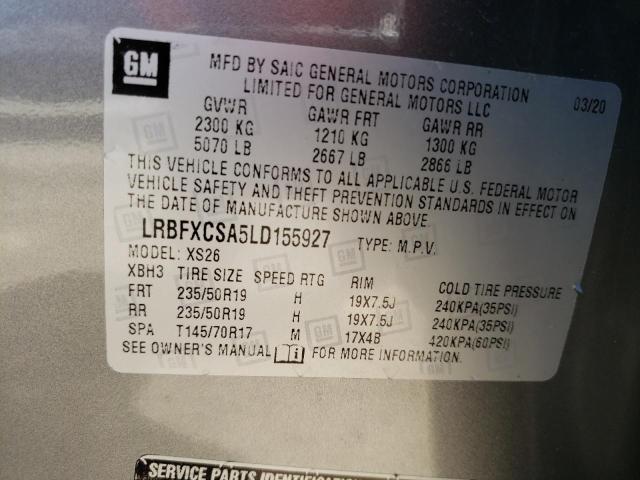 GM
MFD BY SAIC GENERAL MOTORS CORPORATION
LIMITED FOR GENERAL MOTORS LLC 03/20
GVWR GAWR FRT GAWR RR
2300 KG 1210 KG 1300 KG
5070 LB 2667 LB 2866 LB
THIS VEHICLE CONFORMS TO ALL APPLICABLE U.S. FEDERAL MOTOR
VEHICLE SAFETY AND THEFT PREVENTION STANDARDS IN EFFECT ON
THE DATE OF MANUFACTURE SHOWN ABOVE.
LRBFXCSA5LD155927 TYPE: M.P.V.
MODEL: XS26
XBH3 TIRE SIZE SPEED RTG RIM COLD TIRE PRESSURE
FRT 235/50R19 H 19X7.5J 240KPA(35PSI)
RR 235/50R19 H 19X7.5J 240KPA(35PSI)
SPA T145/70R17 M 17X4B 420KPA(60PSI)
SEE OWNER'S MANUAL i FOR MORE INFORMATION.
SERVICE PARTS IDENTIFICATION